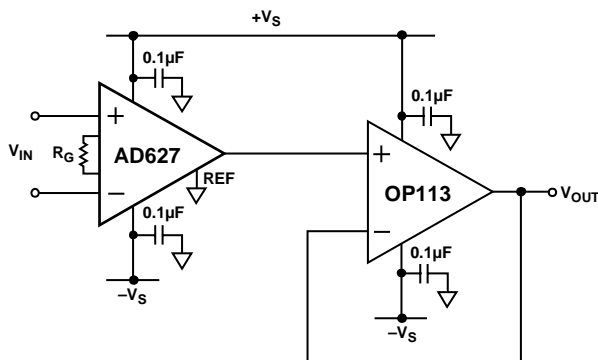 +VS
0.1µF
0.1µF
+
VIN
RG
AD627
+
REF
OP113
VOUT
–
0.1µF
–
0.1µF
–VS
–VS